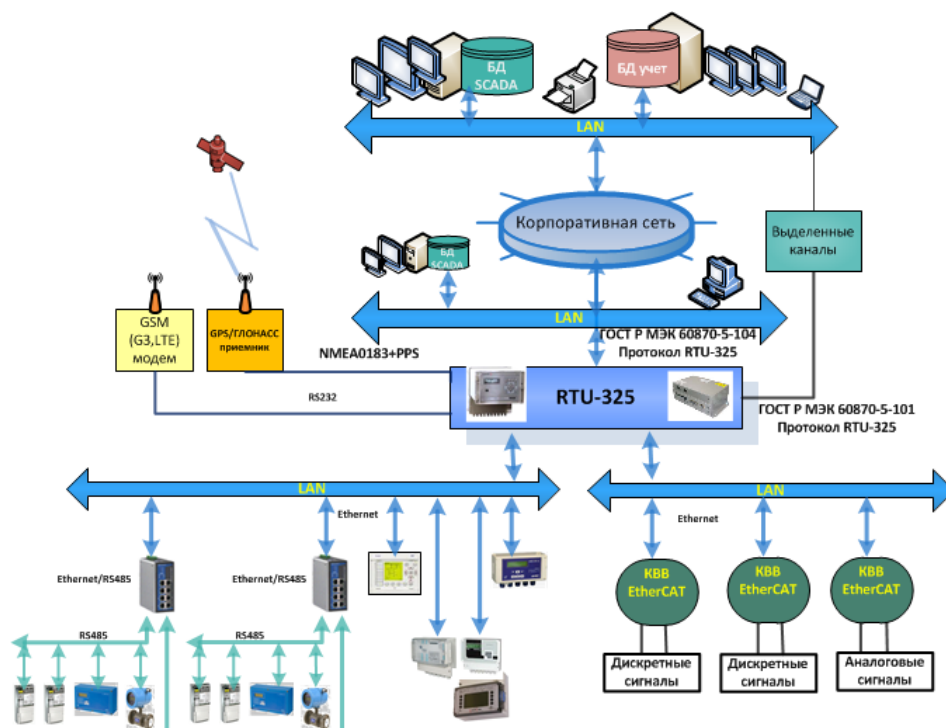 БД
SCADA
БД учет
LAN
Корпоративная сеть
Выделенные
каналы
БД
SCADA
GSM
(G3,LTE)
модем
GPS/ГЛОНАСС
приемник
LAN
ГОСТ Р МЭК 60870-5-104
Протокол RTU-325
NMEA0183+PPS
RS232
RTU-325
ГОСТ Р МЭК 60870-5-101
Протокол RTU-325
LAN
LAN
Ethernet
Ethernet
Ethernet/RS485
Ethernet/RS485
КВВ
EtherCAT
КВВ
EtherCAT
КВВ
EtherCAT
RS485
RS485
Дискретные
сигналы
Дискретные
сигналы
Аналоговые
сигналы